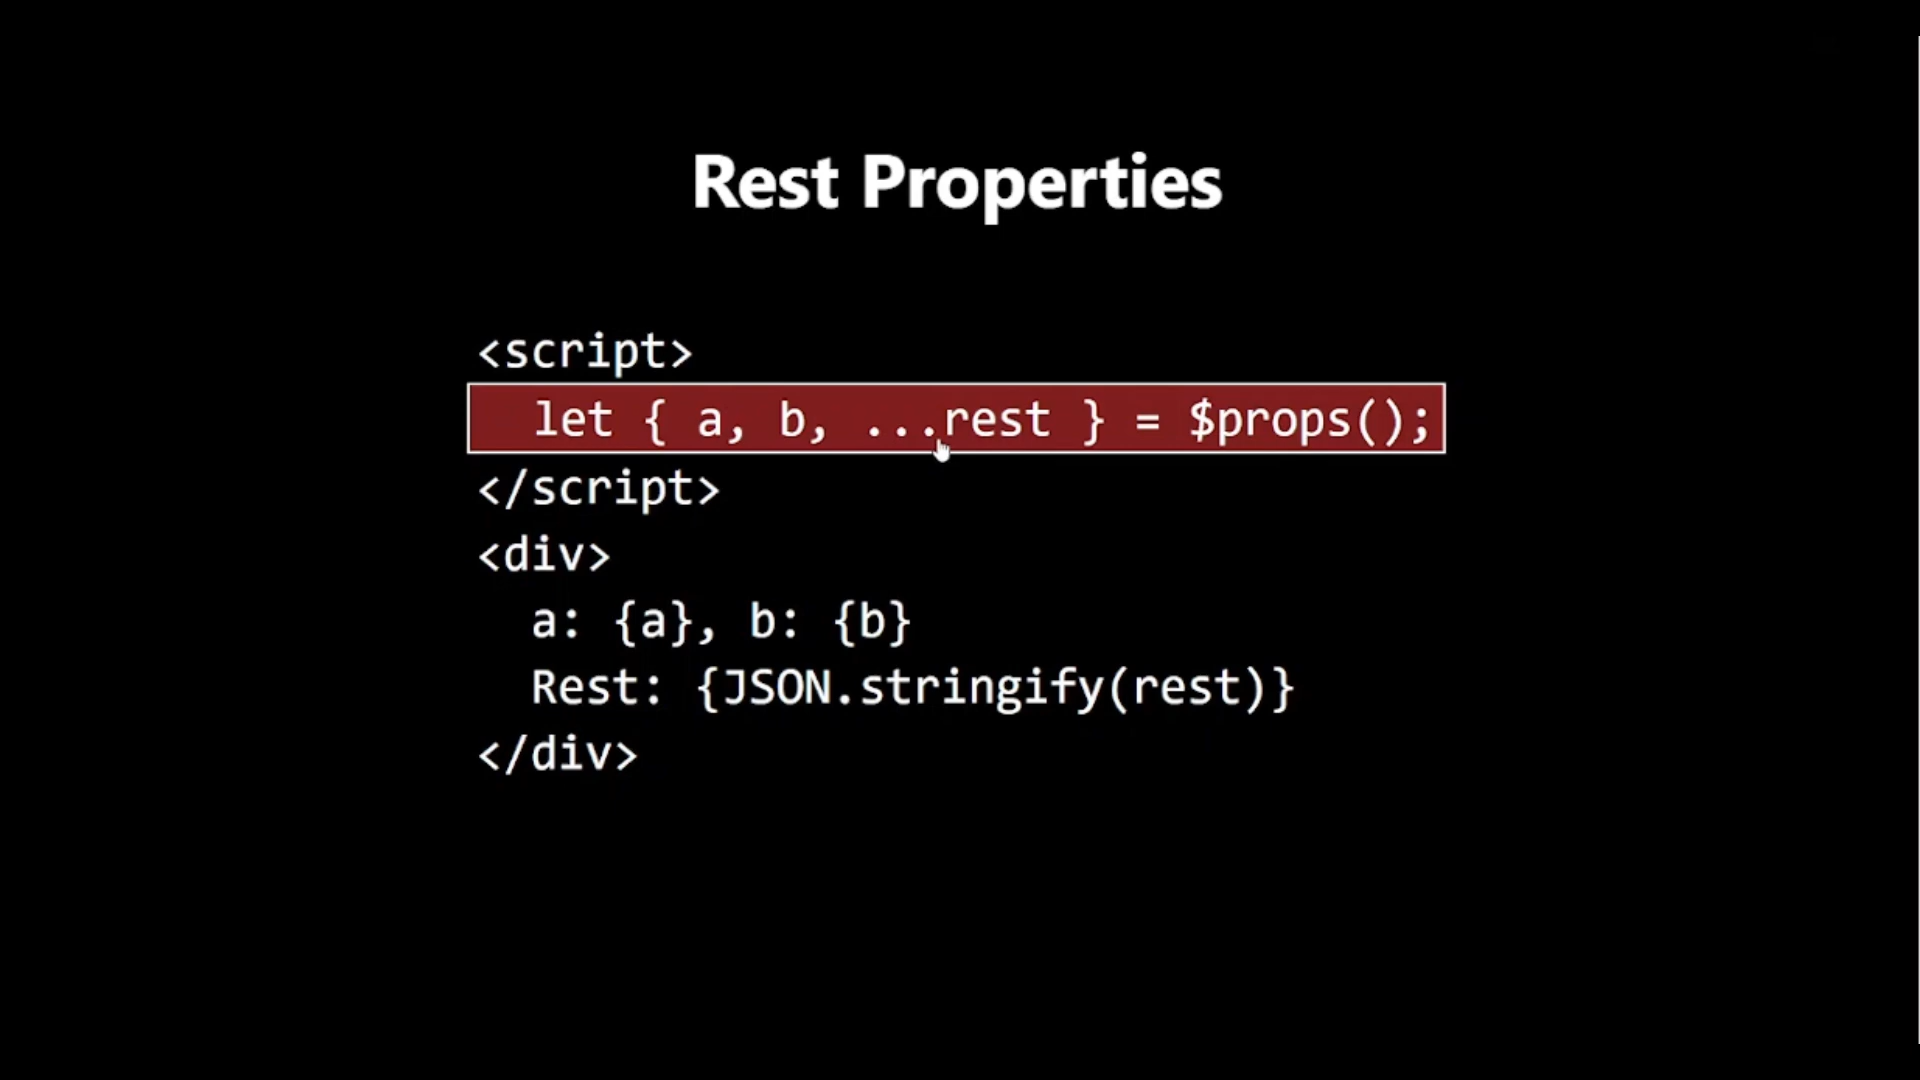 Rest Properties
<script>
let { a, b, ...rest } = $props();
</script>
<div>
a: {a}, b: {b}
Rest: {JSON.stringify(rest)}
</div>